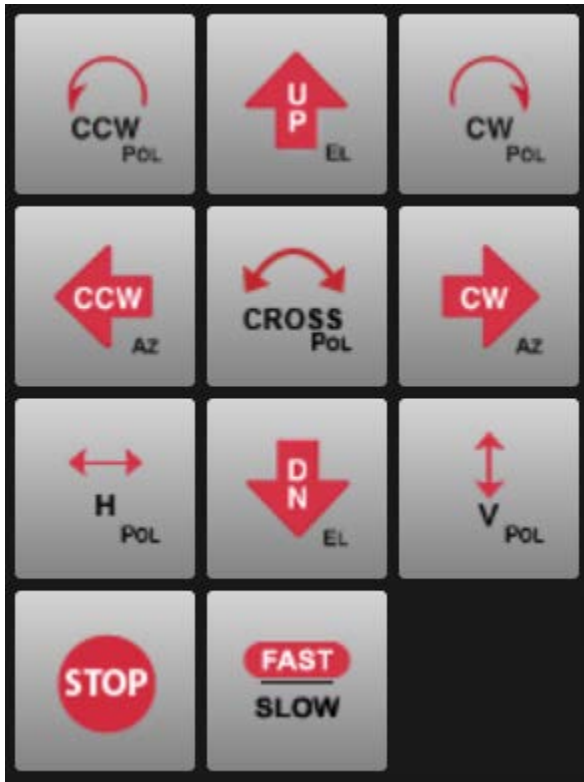 CCW
POL
UP
EL
CW
POL
CCW
AZ
CROSS
POL
CW
AZ
H
POL
DN
EL
V
POL
STOP
FAST
SLOW